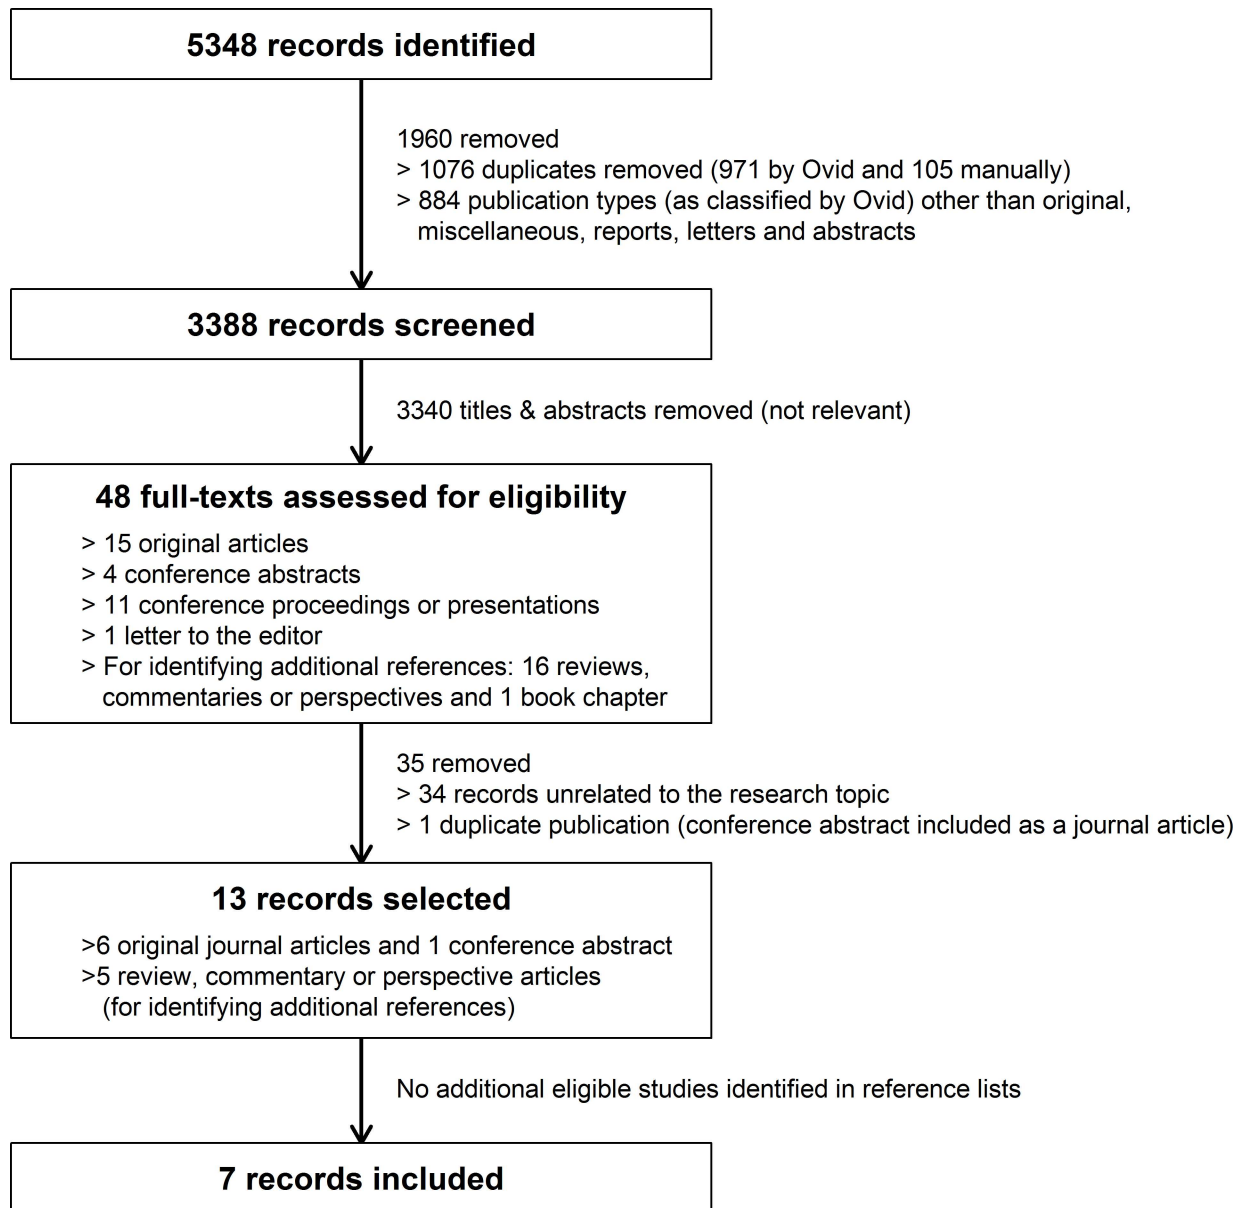 5348 records identified
1960 removed
> 1076 duplicates removed (971 by Ovid and 105 manually)
> 884 publication types (as classified by Ovid) other than original,
miscellaneous, reports, letters and abstracts
3388 records screened
3340 titles & abstracts removed (not relevant)
48 full-texts assessed for eligibility
> 15 original articles
> 4 conference abstracts
> 11 conference proceedings or presentations
> 1 letter to the editor
> For identifying additional references: 16 reviews,
commentaries or perspectives and 1 book chapter
35 removed
> 34 records unrelated to the research topic
> 1 duplicate publication (conference abstract included as a journal article)
13 records selected
>6 original journal articles and 1 conference abstract
>5 review, commentary or perspective articles
(for identifying additional references)
No additional eligible studies identified in reference lists
7 records included